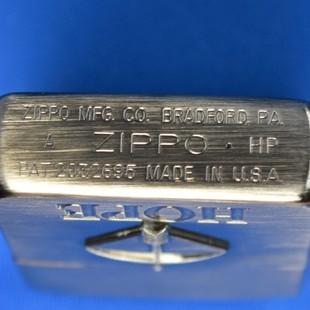 ZIPPO MFG. CO. BRADFORD, PA.
A ZIPPO · HP
PAT. 2032695 MADE IN U.S.A.
HOPE